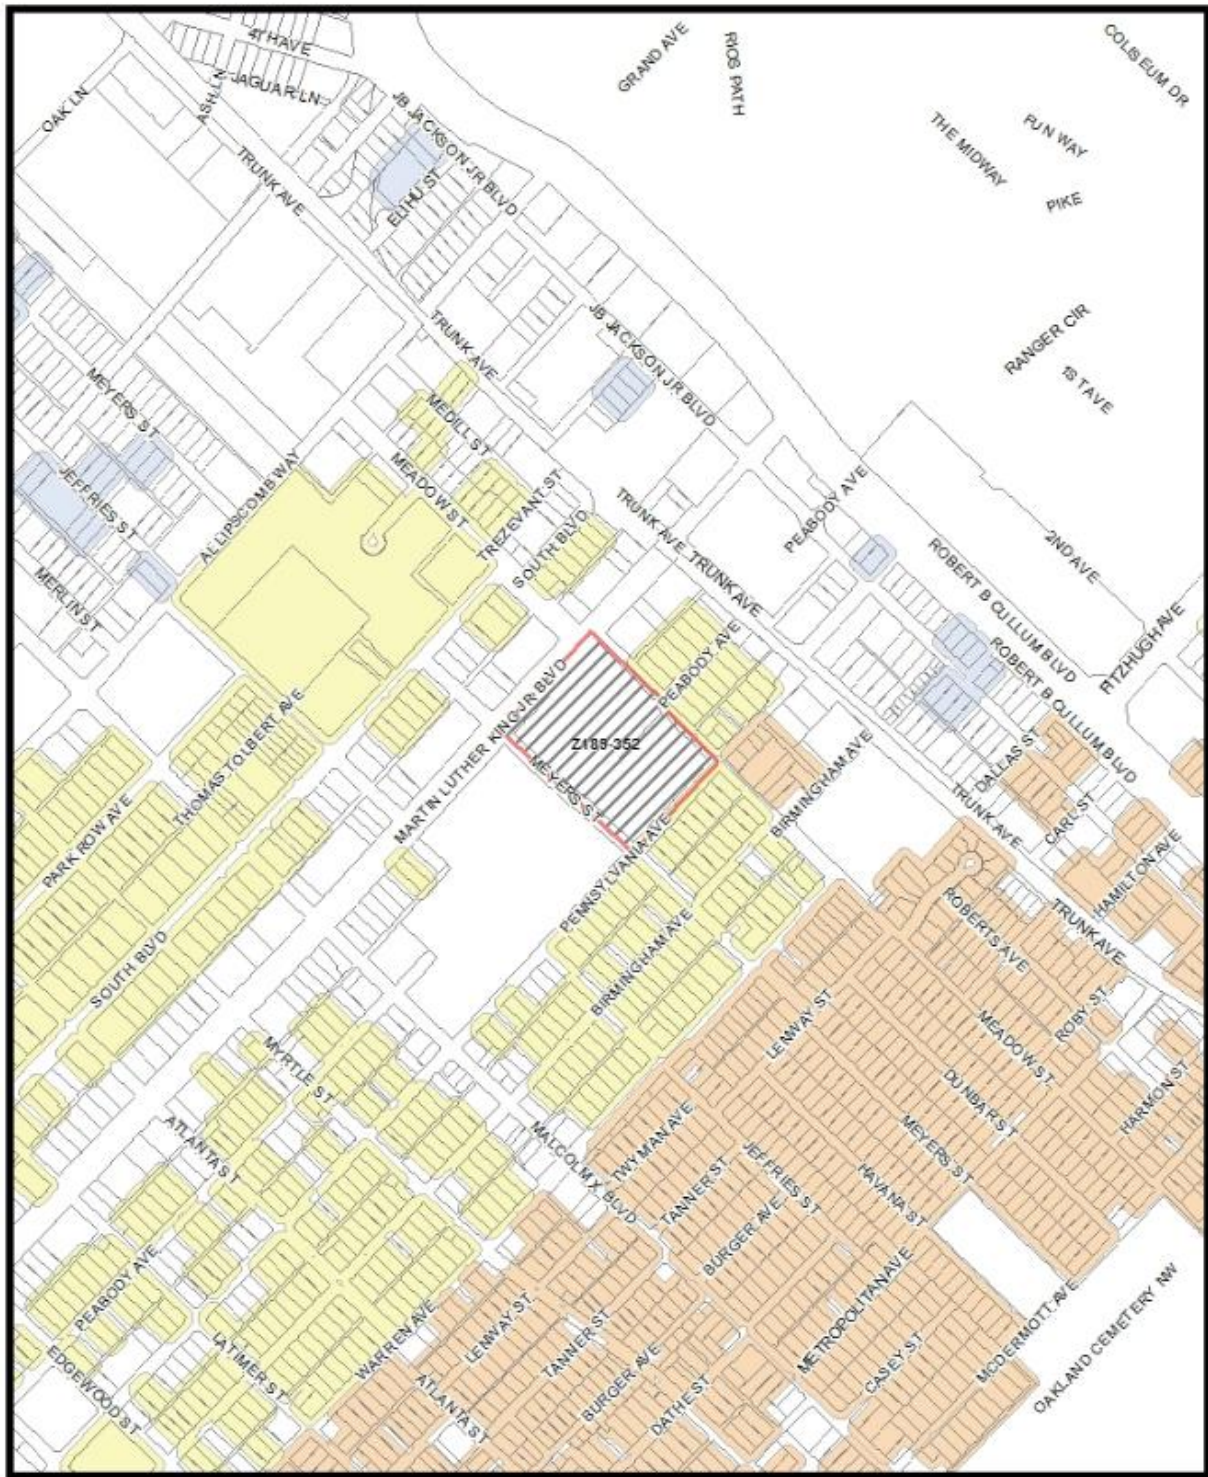 4TH AVE
GRAND AVE
RIOS PATH
COLISEUM DR
OAK LN
ASH LN
JAGUAR LN
JB JACKSON JR BLVD
THE MIDWAY
FUN WAY
PIKE
TRUNK AVE
ELIHU ST
JB JACKSON JR BLVD
TRUNK AVE
RANGER CIR
1ST AVE
MEYERS ST
MEDILL ST
JEFFRIES ST
AL LIPSCOMB WAY
MEADOW ST
TREZEVANT ST
SOUTH BLVD
TRUNK AVE
TRUNK AVE
PEABODY AVE
ROBERT B CULLUM BLVD
2ND AVE
MERLIN ST
PEABODY AVE
ROBERT B CULLUM BLVD
FITZHUGH AVE
THOMAS TOLBERT AVE
MARTIN LUTHER KING JR BLVD
Z189-352
MEYERS ST
BIRMINGHAM AVE
DALLAS ST
CARL ST
TRUNK AVE
PARK ROW AVE
PENNSYLVANIA AVE
HAMILTON AVE
SOUTH BLVD
BIRMINGHAM AVE
ROBERTS AVE
TRUNK AVE
LENWAY ST
ROBY ST
MEADOW ST
MYRTLE ST
DUNBAR ST
HARMON ST
ATLANTA ST
MALCOLM X BLVD
TWYMAN AVE
TANNER ST
JEFFRIES ST
MEYERS ST
HAVANA ST
BURGER AVE
PEABODY AVE
METROPOLITAN AVE
MCDERMOTT AVE
OAKLAND CEMETERY NW
EDGEWOOD ST
LATIMER ST
WARREN AVE
LENWAY ST
TANNER ST
CASEY ST
ATLANTA ST
BURGER AVE
DATHE ST